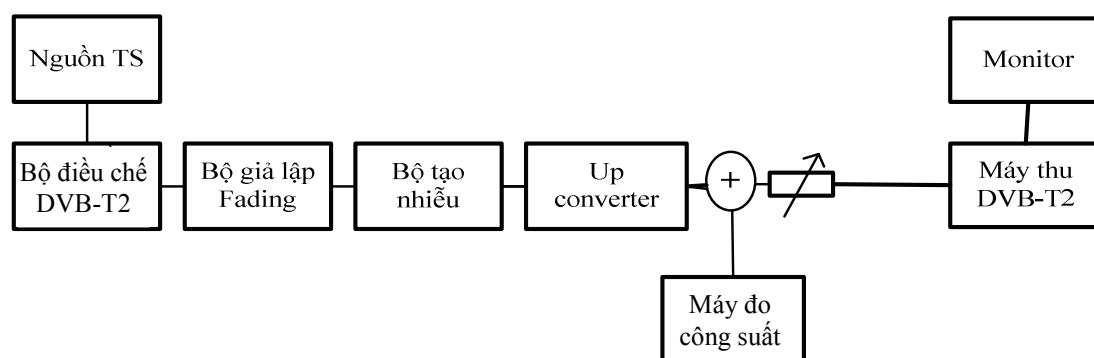 Nguồn TS
Monitor
Bộ điều chế
DVB-T2
Bộ giả lập
Fading
Bộ tạo
nhiễu
Up
converter
+
Máy thu
DVB-T2
Máy đo
công suất